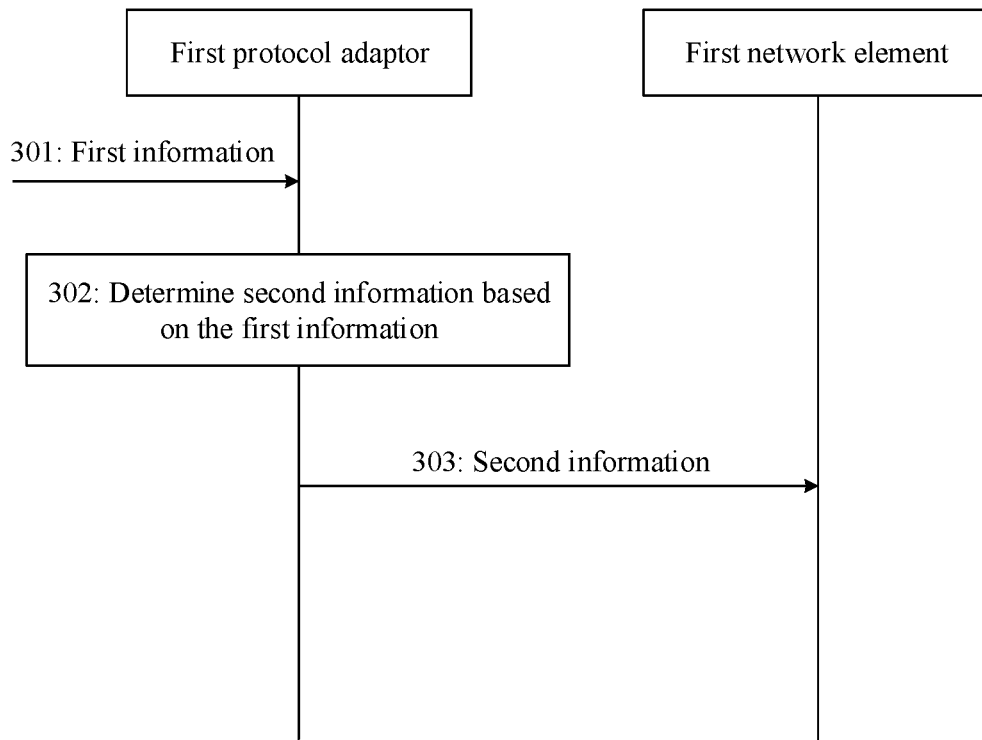 First protocol adaptor
First network element
301: First information
302: Determine second information based
on the first information
303: Second information